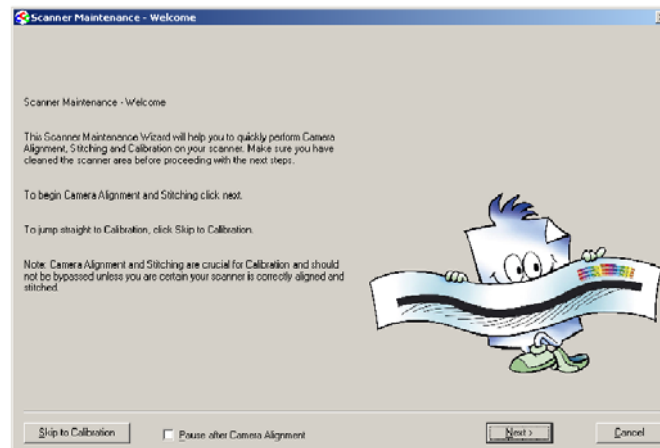 Scanner Maintenance - Welcome
Scanner Maintenance - Welcome
This Scanner Maintenance Wizard will help you to quickly perform Camera
Alignment, Stitching and Calibration on your scanner. Make sure you have
cleaned the scanner area before proceeding with the next steps.
To begin Camera Alignment and Stitching click next.
To jump straight to Calibration, click Skip to Calibration.
Note: Camera Alignment and Stitching are crucial for Calibration and should
not be bypassed unless you are certain your scanner is correctly aligned and
stitched.
Skip to Calibration
Pause after Camera Alignment
Next >
Cancel